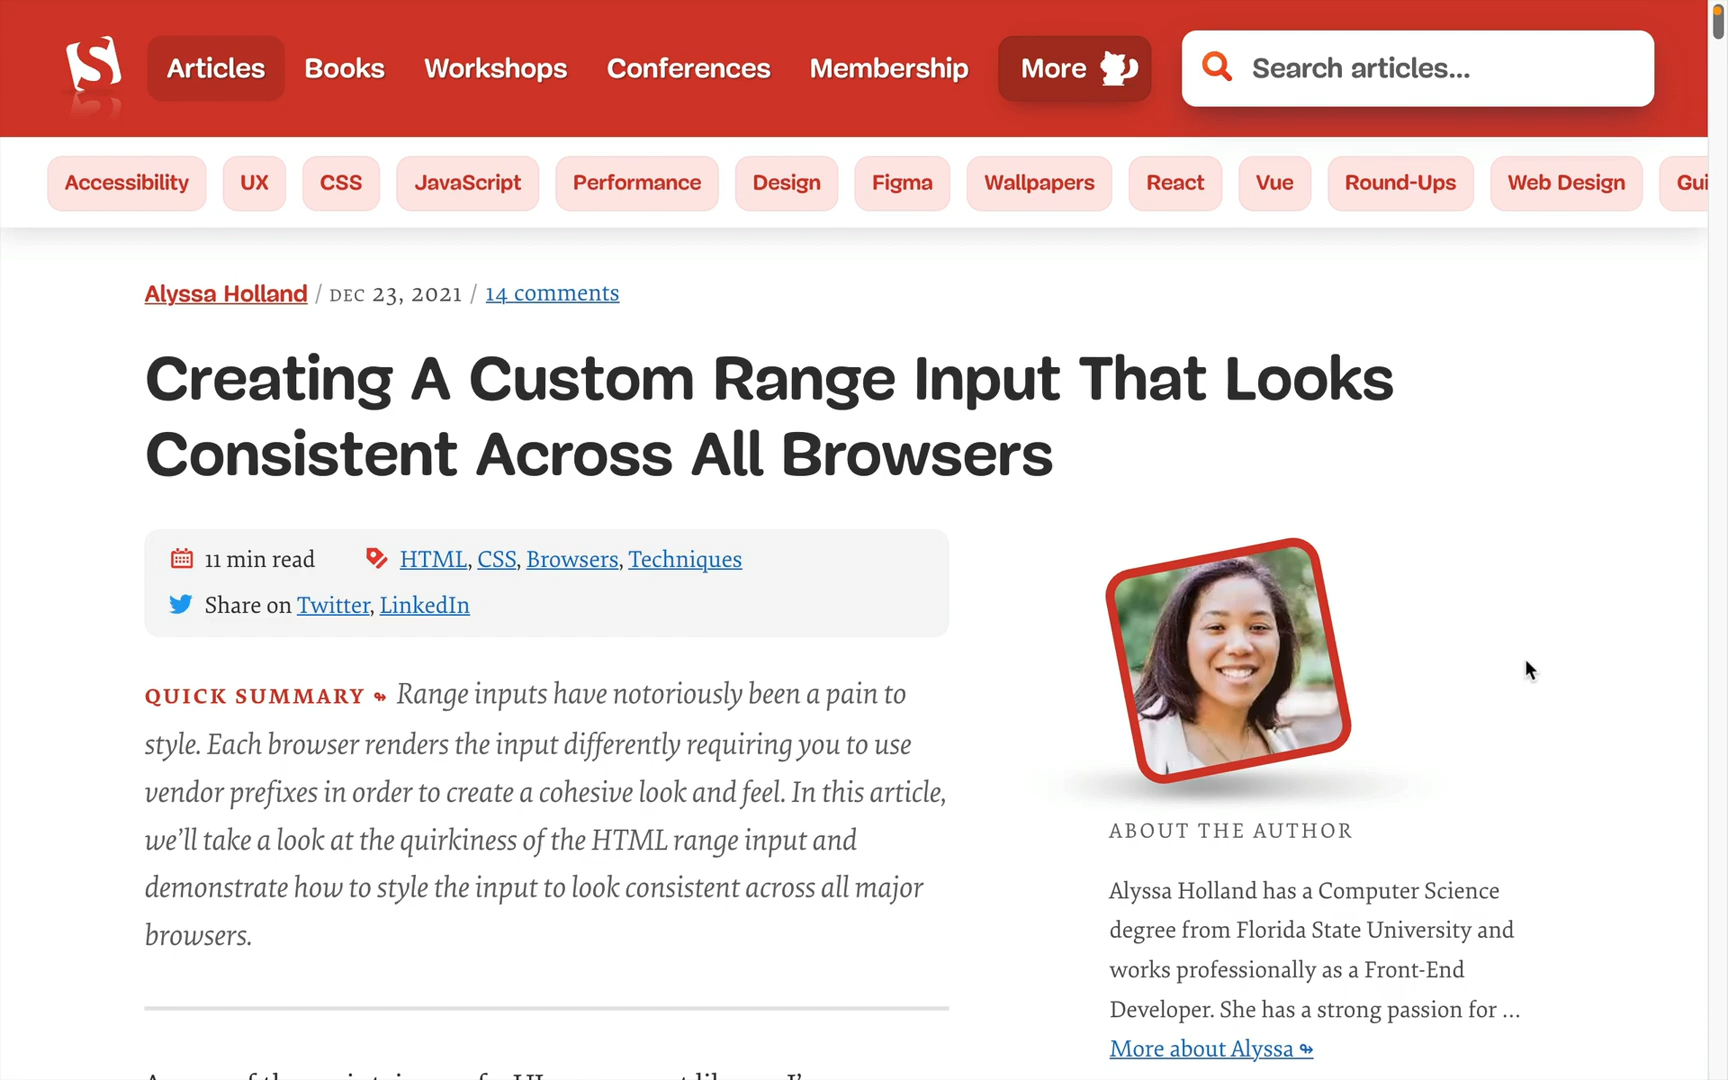 Articles Books Workshops Conferences Membership More Search articles...
Accessibility UX CSS JavaScript Performance Design Figma Wallpapers React Vue Round-Ups Web Design Gui
Alyssa Holland / DEC 23, 2021 / 14 comments
Creating A Custom Range Input That Looks
Consistent Across All Browsers
11 min read HTML, CSS, Browsers, Techniques
Share on Twitter, LinkedIn
QUICK SUMMARY ↬ Range inputs have notoriously been a pain to
style. Each browser renders the input differently requiring you to use
vendor prefixes in order to create a cohesive look and feel. In this article,
we’ll take a look at the quirkiness of the HTML range input and
demonstrate how to style the input to look consistent across all major
browsers.
ABOUT THE AUTHOR
Alyssa Holland has a Computer Science
degree from Florida State University and
works professionally as a Front-End
Developer. She has a strong passion for …
More about Alyssa ↬